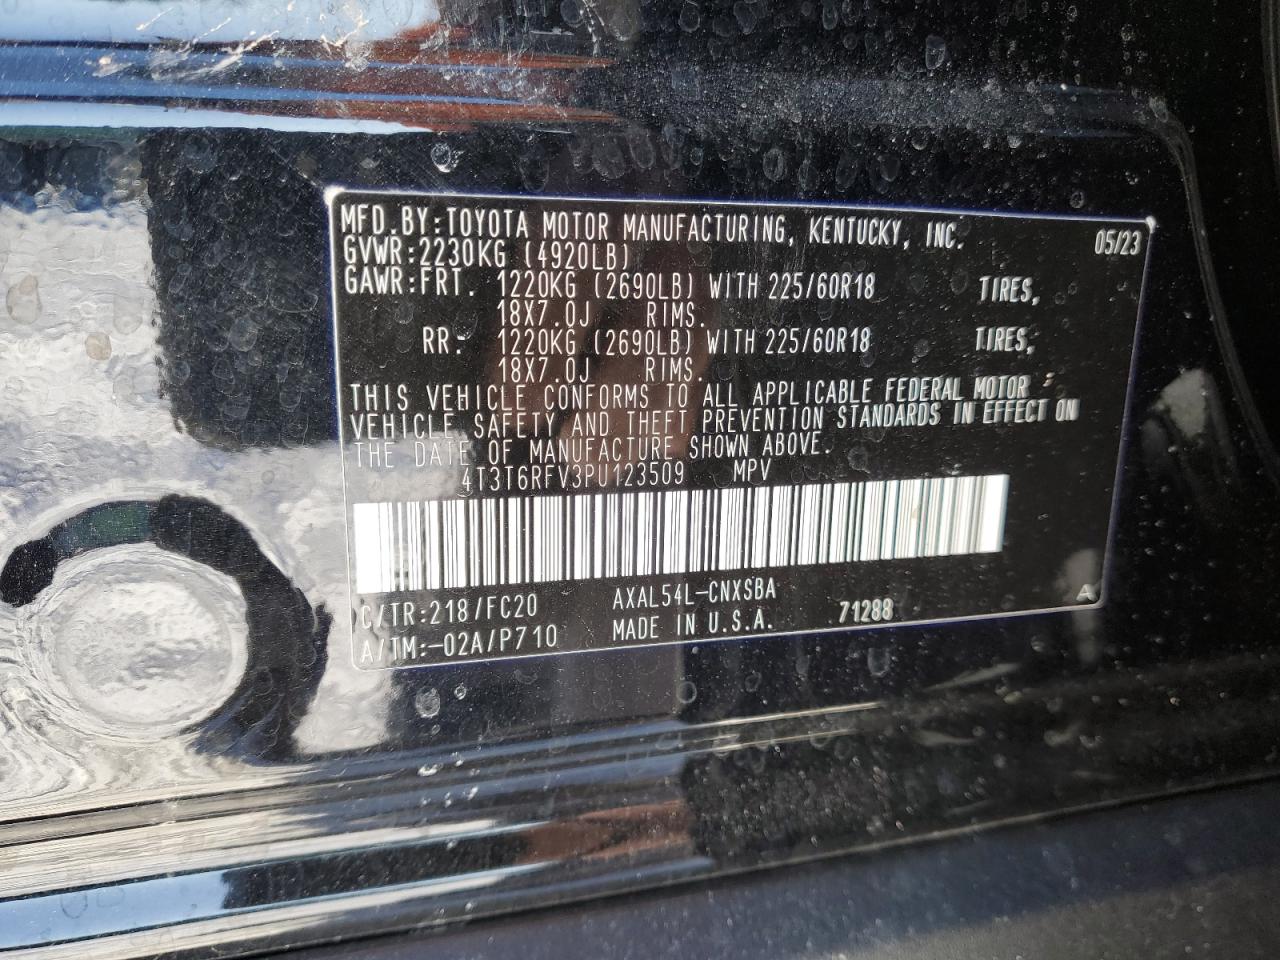 MFD.BY:TOYOTA MOTOR MANUFACTURING, KENTUCKY, INC. 05/23
GVWR:2230KG (4920LB)
GAWR:FRT. 1220KG (2690LB) WITH 225/60R18 TIRES,
18X7.0J RIMS.
RR: 1220KG (2690LB) WITH 225/60R18 TIRES,
18X7.0J RIMS.
THIS VEHICLE CONFORMS TO ALL APPLICABLE FEDERAL MOTOR
VEHICLE SAFETY AND THEFT PREVENTION STANDARDS IN EFFECT ON
THE DATE OF MANUFACTURE SHOWN ABOVE.
4T3T6RFV3PU123509 MPV
C/TR:218/FC20 AXAL54L-CNXSBA A
A/TM:-02A/P710 MADE IN U.S.A. 71288